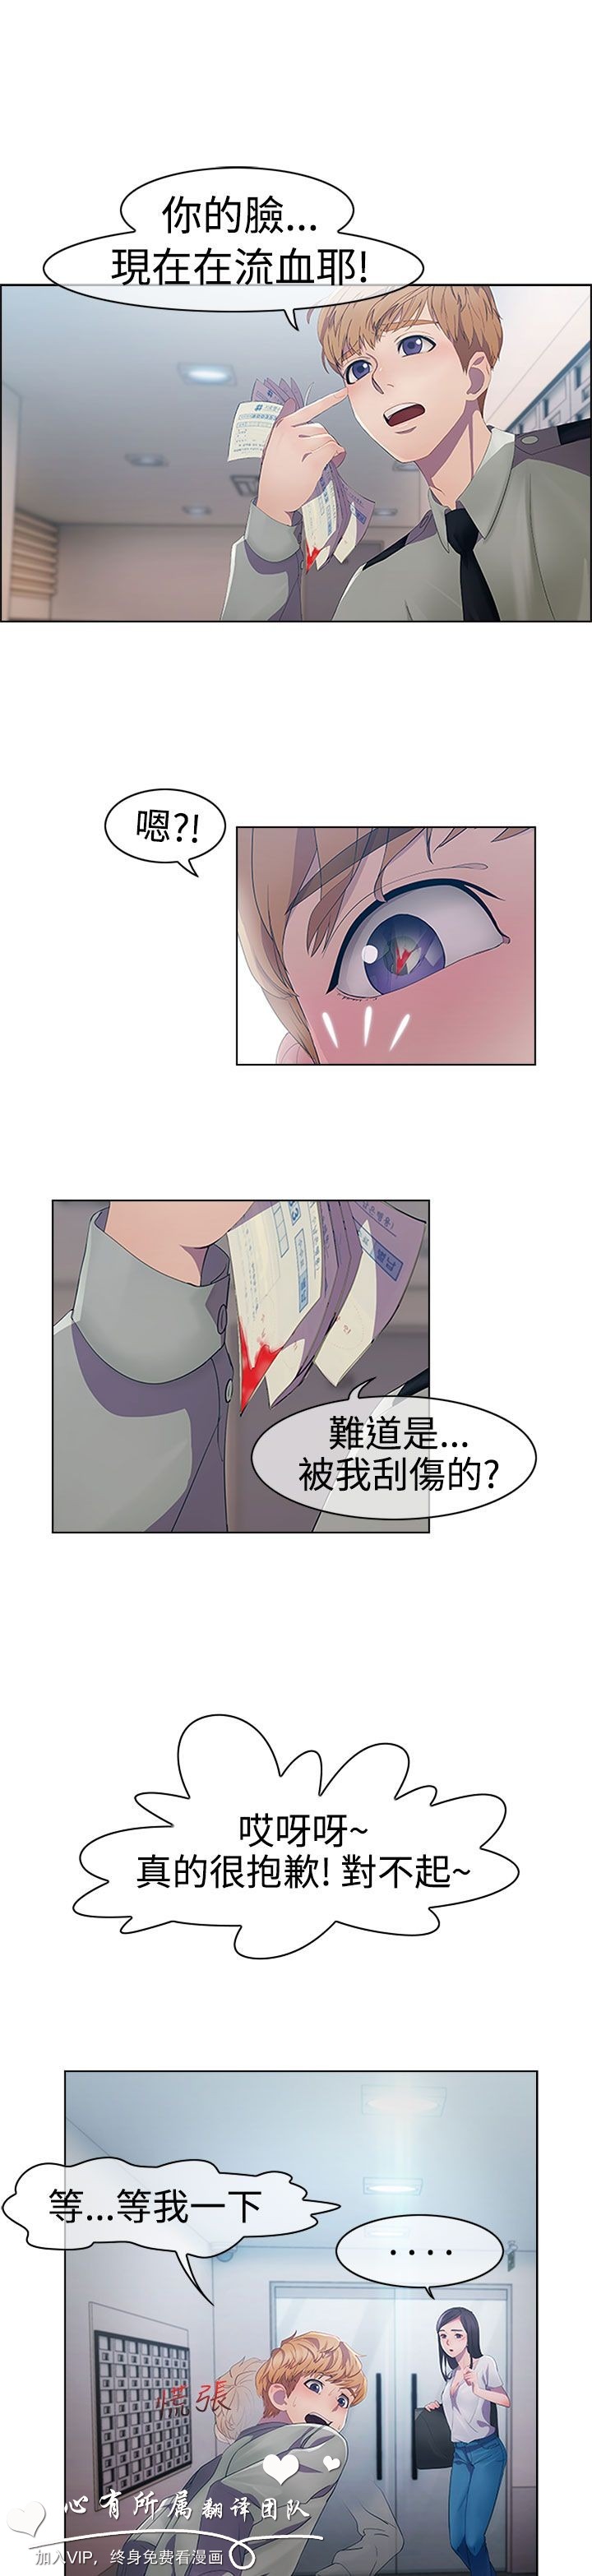 你的臉...
現在在流血耶!
嗯?!
難道是...
被我刮傷的?
哎呀呀~
真的很抱歉! 對不起~
等...等我一下
....
慌張
心有所属翻译团队
加入VIP，终身免费看漫画